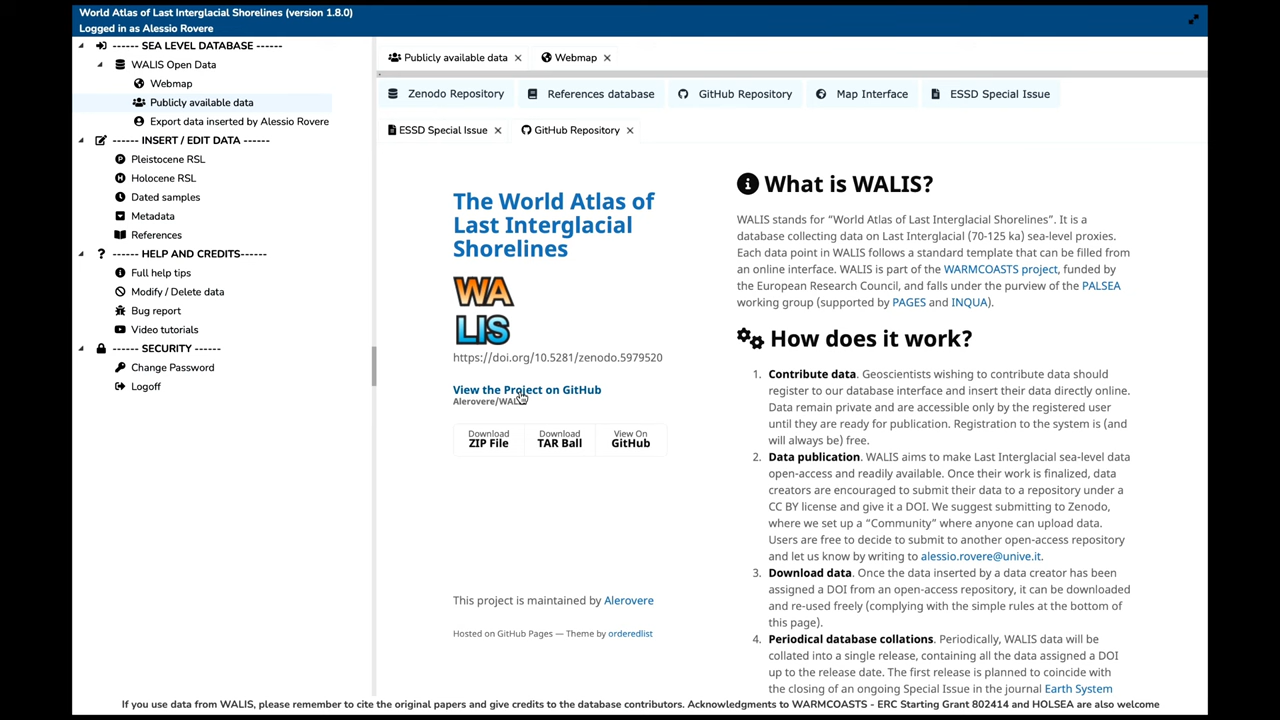 World Atlas of Last Interglacial Shorelines (version 1.8.0)
Logged in as Alessio Rovere
------ SEA LEVEL DATABASE ------
WALIS Open Data
Webmap
Publicly available data
Export data inserted by Alessio Rovere
------ INSERT / EDIT DATA ------
Pleistocene RSL
Holocene RSL
Dated samples
Metadata
References
------ HELP AND CREDITS------
Full help tips
Modify / Delete data
Bug report
Video tutorials
------ SECURITY ------
Change Password
Logoff
Publicly available data
Webmap
Zenodo Repository
References database
GitHub Repository
Map Interface
ESSD Special Issue
ESSD Special Issue
GitHub Repository
The World Atlas of
Last Interglacial
Shorelines
WA
LIS
https://doi.org/10.5281/zenodo.5979520
View the Project on GitHub
Alerovere/WAL
Download
ZIP File
Download
TAR Ball
View On
GitHub
This project is maintained by Alerovere
Hosted on GitHub Pages — Theme by orderedlist
What is WALIS?
WALIS stands for “World Atlas of Last Interglacial Shorelines”. It is a
database collecting data on Last Interglacial (70-125 ka) sea-level proxies.
Each data point in WALIS follows a standard template that can be filled from
an online interface. WALIS is part of the WARMCOASTS project, funded by
the European Research Council, and falls under the purview of the PALSEA
working group (supported by PAGES and INQUA).
How does it work?
1. Contribute data. Geoscientists wishing to contribute data should
register to our database interface and insert their data directly online.
Data remain private and are accessible only by the registered user
until they are ready for publication. Registration to the system is (and
will always be) free.
2. Data publication. WALIS aims to make Last Interglacial sea-level data
open-access and readily available. Once their work is finalized, data
creators are encouraged to submit their data to a repository under a
CC BY license and give it a DOI. We suggest submitting to Zenodo,
where we set up a “Community” where anyone can upload data.
Users are free to decide to submit to another open-access repository
and let us know by writing to alessio.rovere@unive.it.
3. Download data. Once the data inserted by a data creator has been
assigned a DOI from an open-access repository, it can be downloaded
and re-used freely (complying with the simple rules at the bottom of
this page).
4. Periodical database collations. Periodically, WALIS data will be
collated into a single release, containing all the data assigned a DOI
up to the release date. The first release is planned to coincide with
the closing of an ongoing Special Issue in the journal Earth System
If you use data from WALIS, please remember to cite the original papers and give credits to the database contributors. Acknowledgments to WARMCOASTS - ERC Starting Grant 802414 and HOLSEA are also welcome